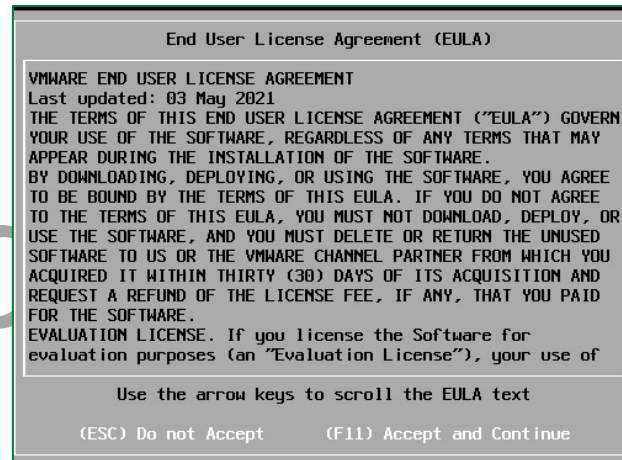 End User License Agreement (EULA)
VMWARE END USER LICENSE AGREEMENT
Last updated: 03 May 2021
THE TERMS OF THIS END USER LICENSE AGREEMENT ("EULA") GOVERN
YOUR USE OF THE SOFTWARE, REGARDLESS OF ANY TERMS THAT MAY
APPEAR DURING THE INSTALLATION OF THE SOFTWARE.
BY DOWNLOADING, DEPLOYING, OR USING THE SOFTWARE, YOU AGREE
TO BE BOUND BY THE TERMS OF THIS EULA. IF YOU DO NOT AGREE
TO THE TERMS OF THIS EULA, YOU MUST NOT DOWNLOAD, DEPLOY, OR
USE THE SOFTWARE, AND YOU MUST DELETE OR RETURN THE UNUSED
SOFTWARE TO US OR THE VMWARE CHANNEL PARTNER FROM WHICH YOU
ACQUIRED IT WITHIN THIRTY (30) DAYS OF ITS ACQUISITION AND
REQUEST A REFUND OF THE LICENSE FEE, IF ANY, THAT YOU PAID
FOR THE SOFTWARE.
EVALUATION LICENSE. If you license the Software for
evaluation purposes (an "Evaluation License"), your use of
Use the arrow keys to scroll the EULA text
(ESC) Do not Accept (F11) Accept and Continue